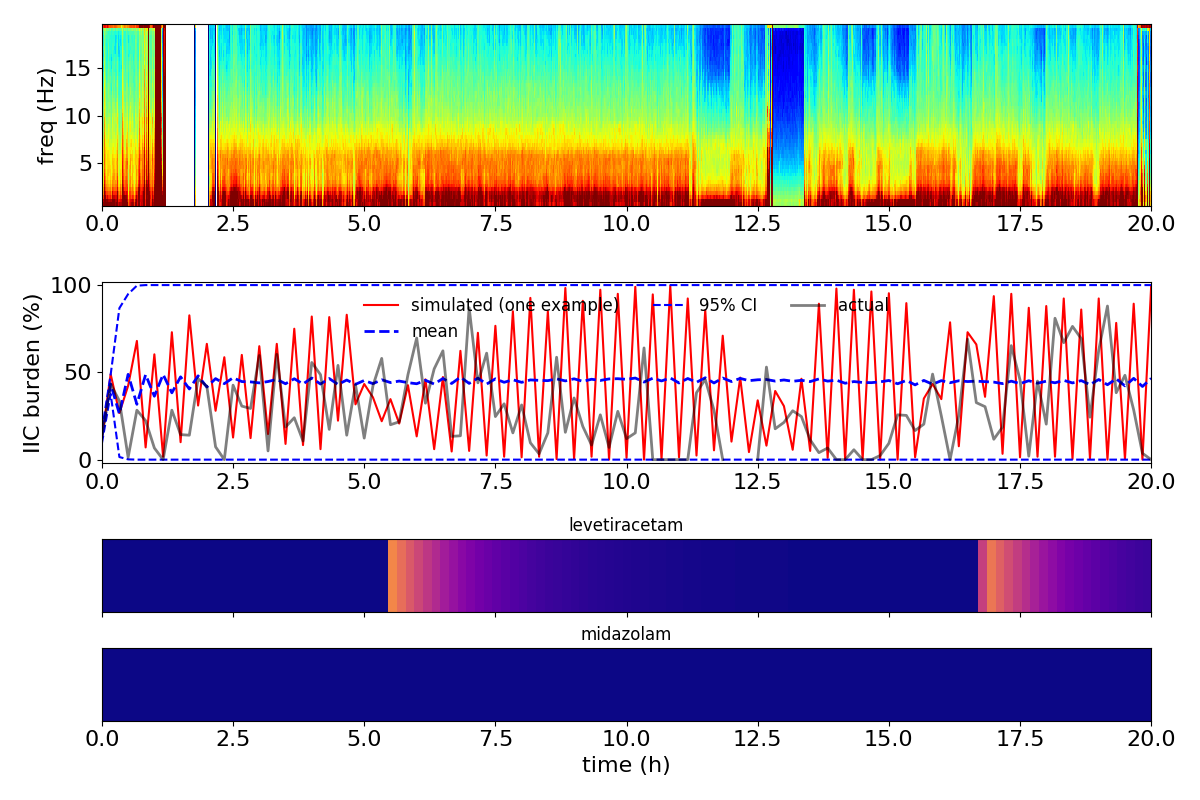 freq (Hz)
15
10
5
0.0 2.5 5.0 7.5 10.0 12.5 15.0 17.5 20.0
IIC burden (%)
100
50
0
simulated (one example) 95% CI actual
mean
0.0 2.5 5.0 7.5 10.0 12.5 15.0 17.5 20.0
levetiracetam
midazolam
0.0 2.5 5.0 7.5 10.0 12.5 15.0 17.5 20.0
time (h)